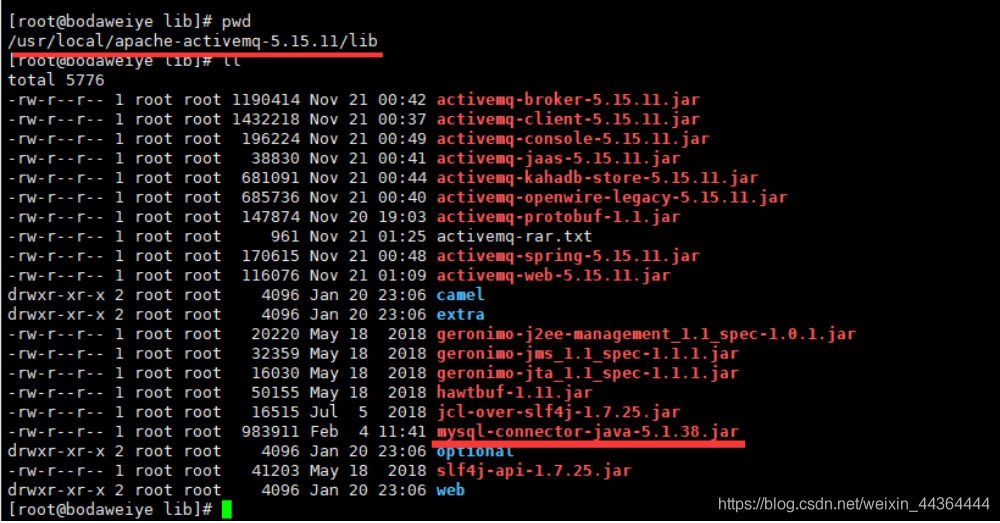 [root@bodaweiye lib]# pwd
/usr/local/apache-activemq-5.15.11/lib
[root@bodaweiye lib]# ll
total 5776
-rw-r--r-- 1 root root 1190414 Nov 21 00:42 activemq-broker-5.15.11.jar
-rw-r--r-- 1 root root 1432218 Nov 21 00:37 activemq-client-5.15.11.jar
-rw-r--r-- 1 root root  196224 Nov 21 00:49 activemq-console-5.15.11.jar
-rw-r--r-- 1 root root   38830 Nov 21 00:41 activemq-jaas-5.15.11.jar
-rw-r--r-- 1 root root  681091 Nov 21 00:44 activemq-kahadb-store-5.15.11.jar
-rw-r--r-- 1 root root  685736 Nov 21 00:40 activemq-openwire-legacy-5.15.11.jar
-rw-r--r-- 1 root root  147874 Nov 20 19:03 activemq-protobuf-1.1.jar
-rw-r--r-- 1 root root     961 Nov 21 01:25 activemq-rar.txt
-rw-r--r-- 1 root root  170615 Nov 21 00:48 activemq-spring-5.15.11.jar
-rw-r--r-- 1 root root  116076 Nov 21 01:09 activemq-web-5.15.11.jar
drwxr-xr-x 2 root root    4096 Jan 20 23:06 camel
drwxr-xr-x 2 root root    4096 Jan 20 23:06 extra
-rw-r--r-- 1 root root   20220 May 18  2018 geronimo-j2ee-management_1.1_spec-1.0.1.jar
-rw-r--r-- 1 root root   32359 May 18  2018 geronimo-jms_1.1_spec-1.1.1.jar
-rw-r--r-- 1 root root   16030 May 18  2018 geronimo-jta_1.1_spec-1.1.1.jar
-rw-r--r-- 1 root root   50155 May 18  2018 hawtbuf-1.11.jar
-rw-r--r-- 1 root root   16515 Jul  5  2018 jcl-over-slf4j-1.7.25.jar
-rw-r--r-- 1 root root  983911 Feb  4 11:41 mysql-connector-java-5.1.38.jar
drwxr-xr-x 2 root root    4096 Jan 20 23:06 optional
-rw-r--r-- 1 root root   41203 May 18  2018 slf4j-api-1.7.25.jar
drwxr-xr-x 2 root root    4096 Jan 20 23:06 web
[root@bodaweiye lib]#
https://blog.csdn.net/weixin_44364444